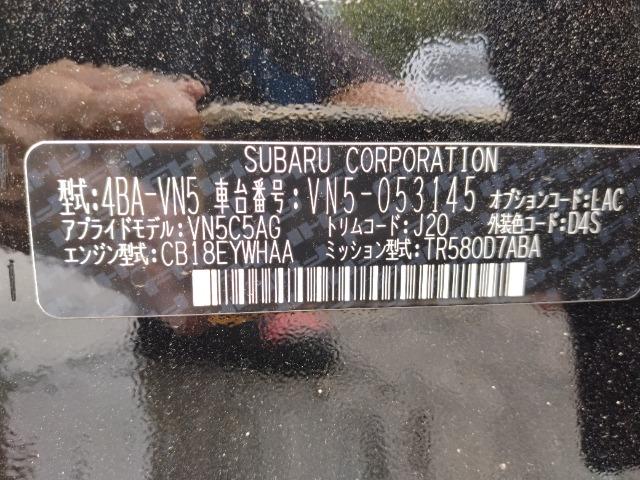 SUBARU CORPORATION
型式:4BA-VN5 車台番号:VN5-053145 オプションコード:LAC
アプライドモデル:VN5C5AG トリムコード:J20 外装色コード:D4S
エンジン型式:CB18EYWHAA ミッション型式:TR580D7ABA